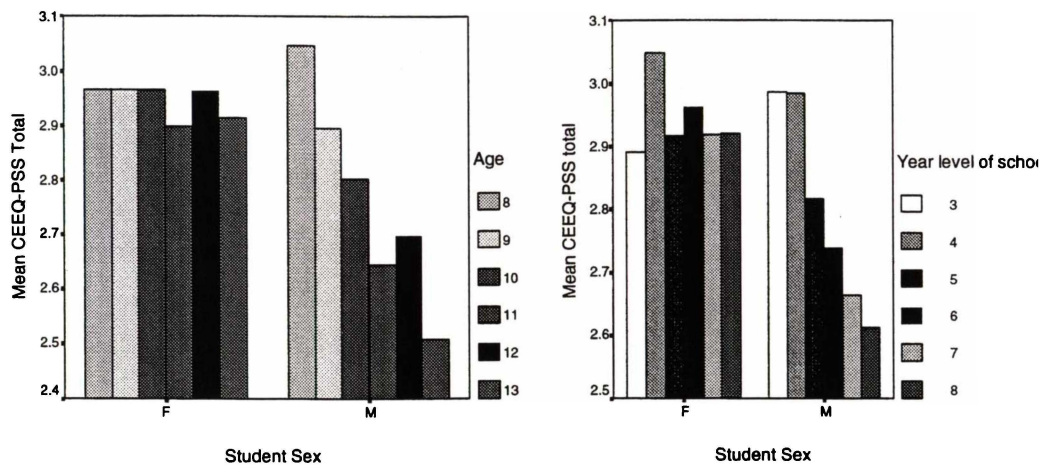 Mean CEEQ-PSS Total
3.1
3.0
2.9
2.8
2.7
2.6
2.5
2.4
F
M
Student Sex
Age
8
9
10
11
12
13
Mean CEEQ-PSS total
3.1
3.0
2.9
2.8
2.7
2.6
2.5
F
M
Student Sex
Year level of schoo
3
4
5
6
7
8